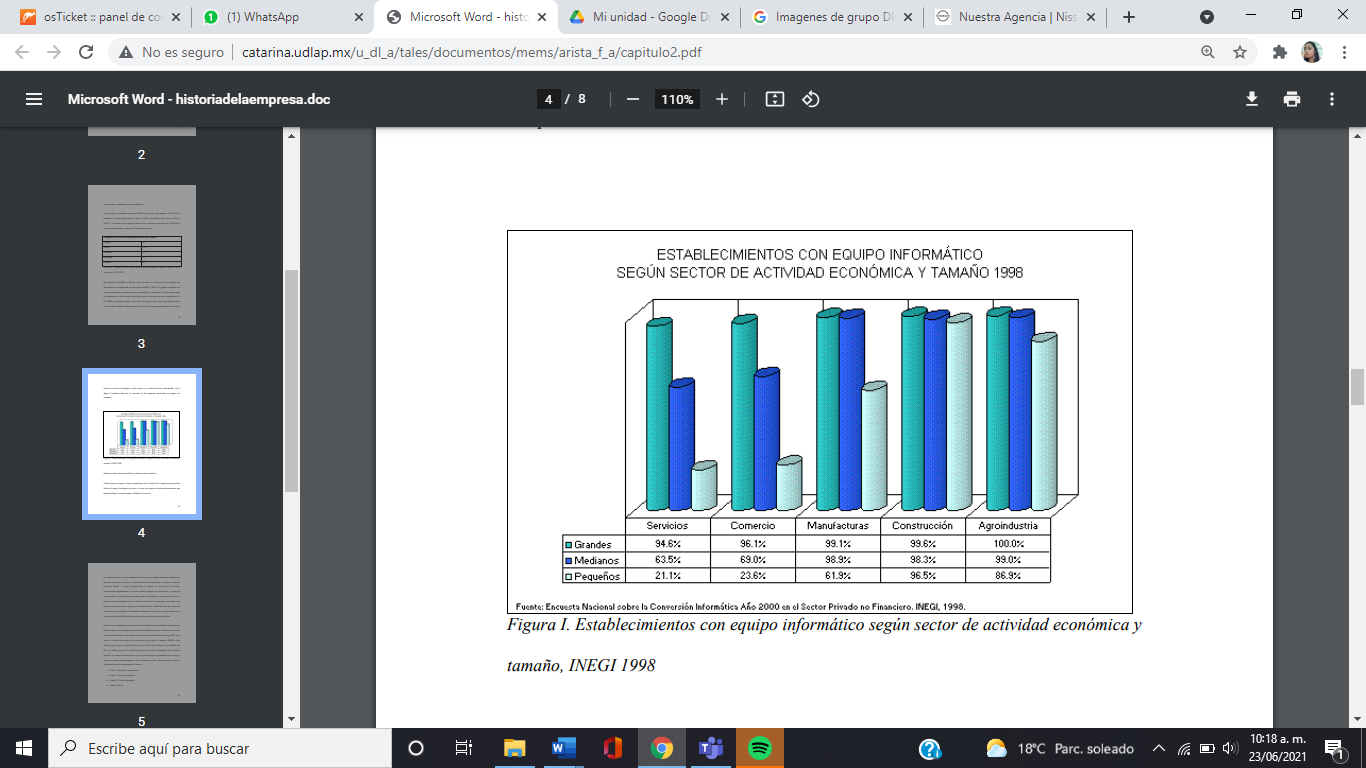 osTicket :: panel de co
(1) WhatsApp
Microsoft Word - histo
Mi unidad - Google Dr
Imagenes de grupo DI
Nuestra Agencia | Niss
No es seguro
catarina.udlap.mx/u_dl_a/tales/documentos/mems/arista_f_a/capitulo2.pdf
Microsoft Word - historiadelaempresa.doc
4 / 8
110%
2
3
4
5
ESTABLECIMIENTOS CON EQUIPO INFORMÁTICO
SEGÚN SECTOR DE ACTIVIDAD ECONÓMICA Y TAMAÑO 1998
Servicios Comercio Manufacturas Construcción Agroindustria
Grandes 94.6% 96.1% 99.1% 99.6% 100.0%
Medianos 63.5% 69.0% 98.9% 98.3% 99.0%
Pequeños 21.1% 23.6% 61.9% 96.5% 86.9%
Fuente: Encuesta Nacional sobre la Conversión Informática Año 2000 en el Sector Privado no Financiero. INEGI, 1998.
Figura I. Establecimientos con equipo informático según sector de actividad económica y
tamaño, INEGI 1998
Escribe aquí para buscar
18°C Parc. soleado
10:18 a. m.
23/06/2021
1